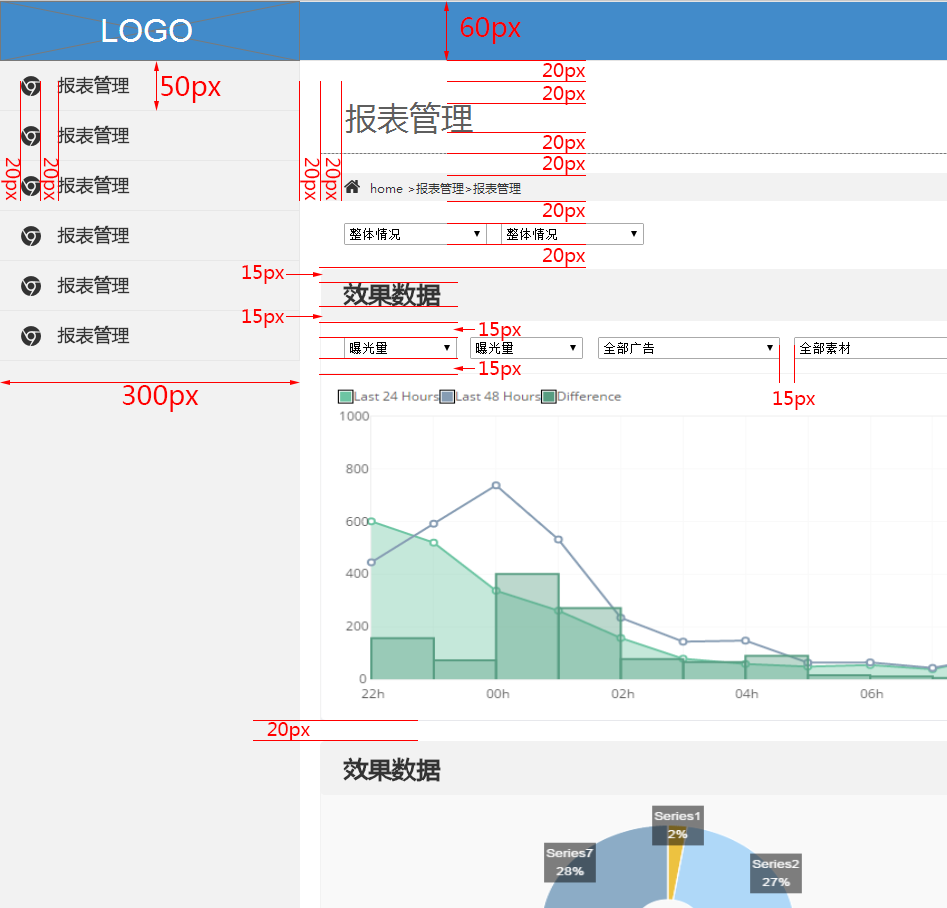 LOGO
60px
20px
报表管理
50px
20px
报表管理
20px
报表管理
20px
20px
20px
20px
20px
报表管理
home >报表管理>报表管理
20px
报表管理
整体情况
整体情况
20px
15px
报表管理
效果数据
15px
15px
报表管理
曝光量
曝光量
全部广告
全部素材
15px
300px
15px
Last 24 Hours
Last 48 Hours
Difference
1000
800
600
400
200
0
22h
00h
02h
04h
06h
20px
效果数据
Series1
2%
Series7
28%
Series2
27%